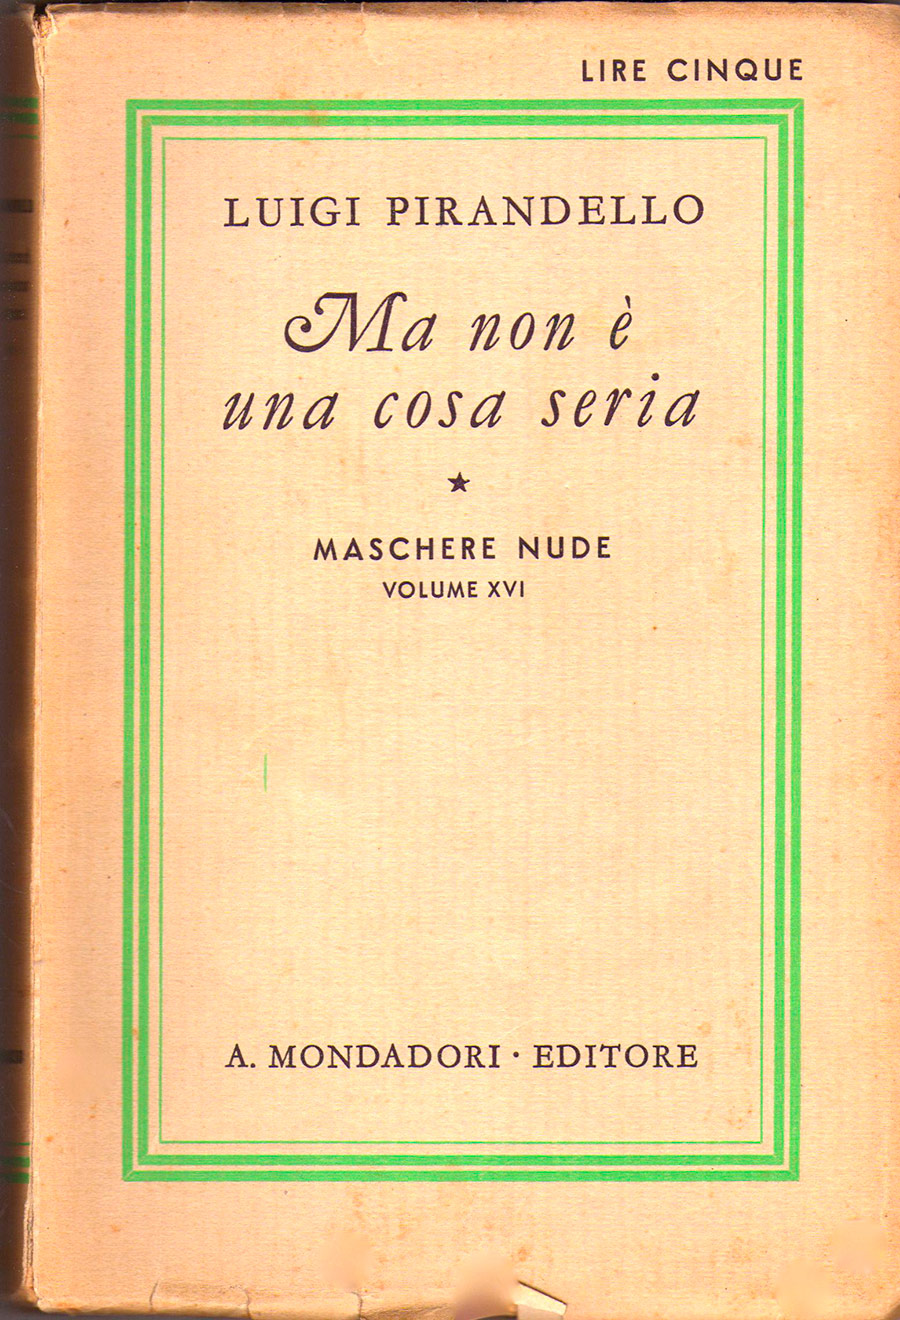 LIRE CINQUE
LUIGI PIRANDELLO
Ma non è
una cosa seria
★
MASCHERE NUDE
VOLUME XVI
A. MONDADORI · EDITORE